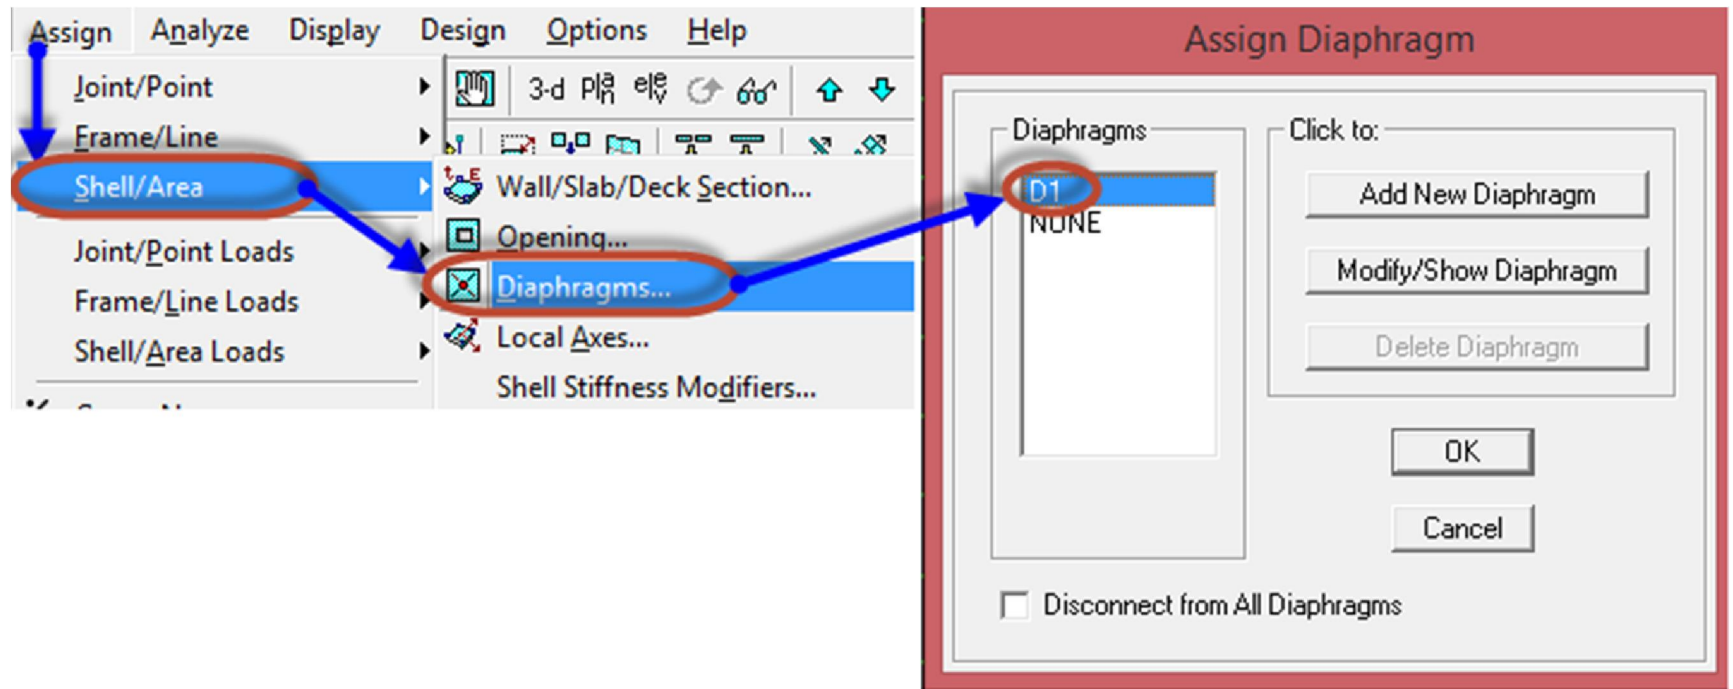 Assign Analyze Display Design Options Help
Joint/Point
Frame/Line
Shell/Area
Joint/Point Loads
Frame/Line Loads
Shell/Area Loads
3-d
Wall/Slab/Deck Section...
Opening...
Diaphragms...
Local Axes...
Shell Stiffness Modifiers...
Assign Diaphragm
Diaphragms
D1
NONE
Click to:
Add New Diaphragm
Modify/Show Diaphragm
Delete Diaphragm
OK
Cancel
Disconnect from All Diaphragms